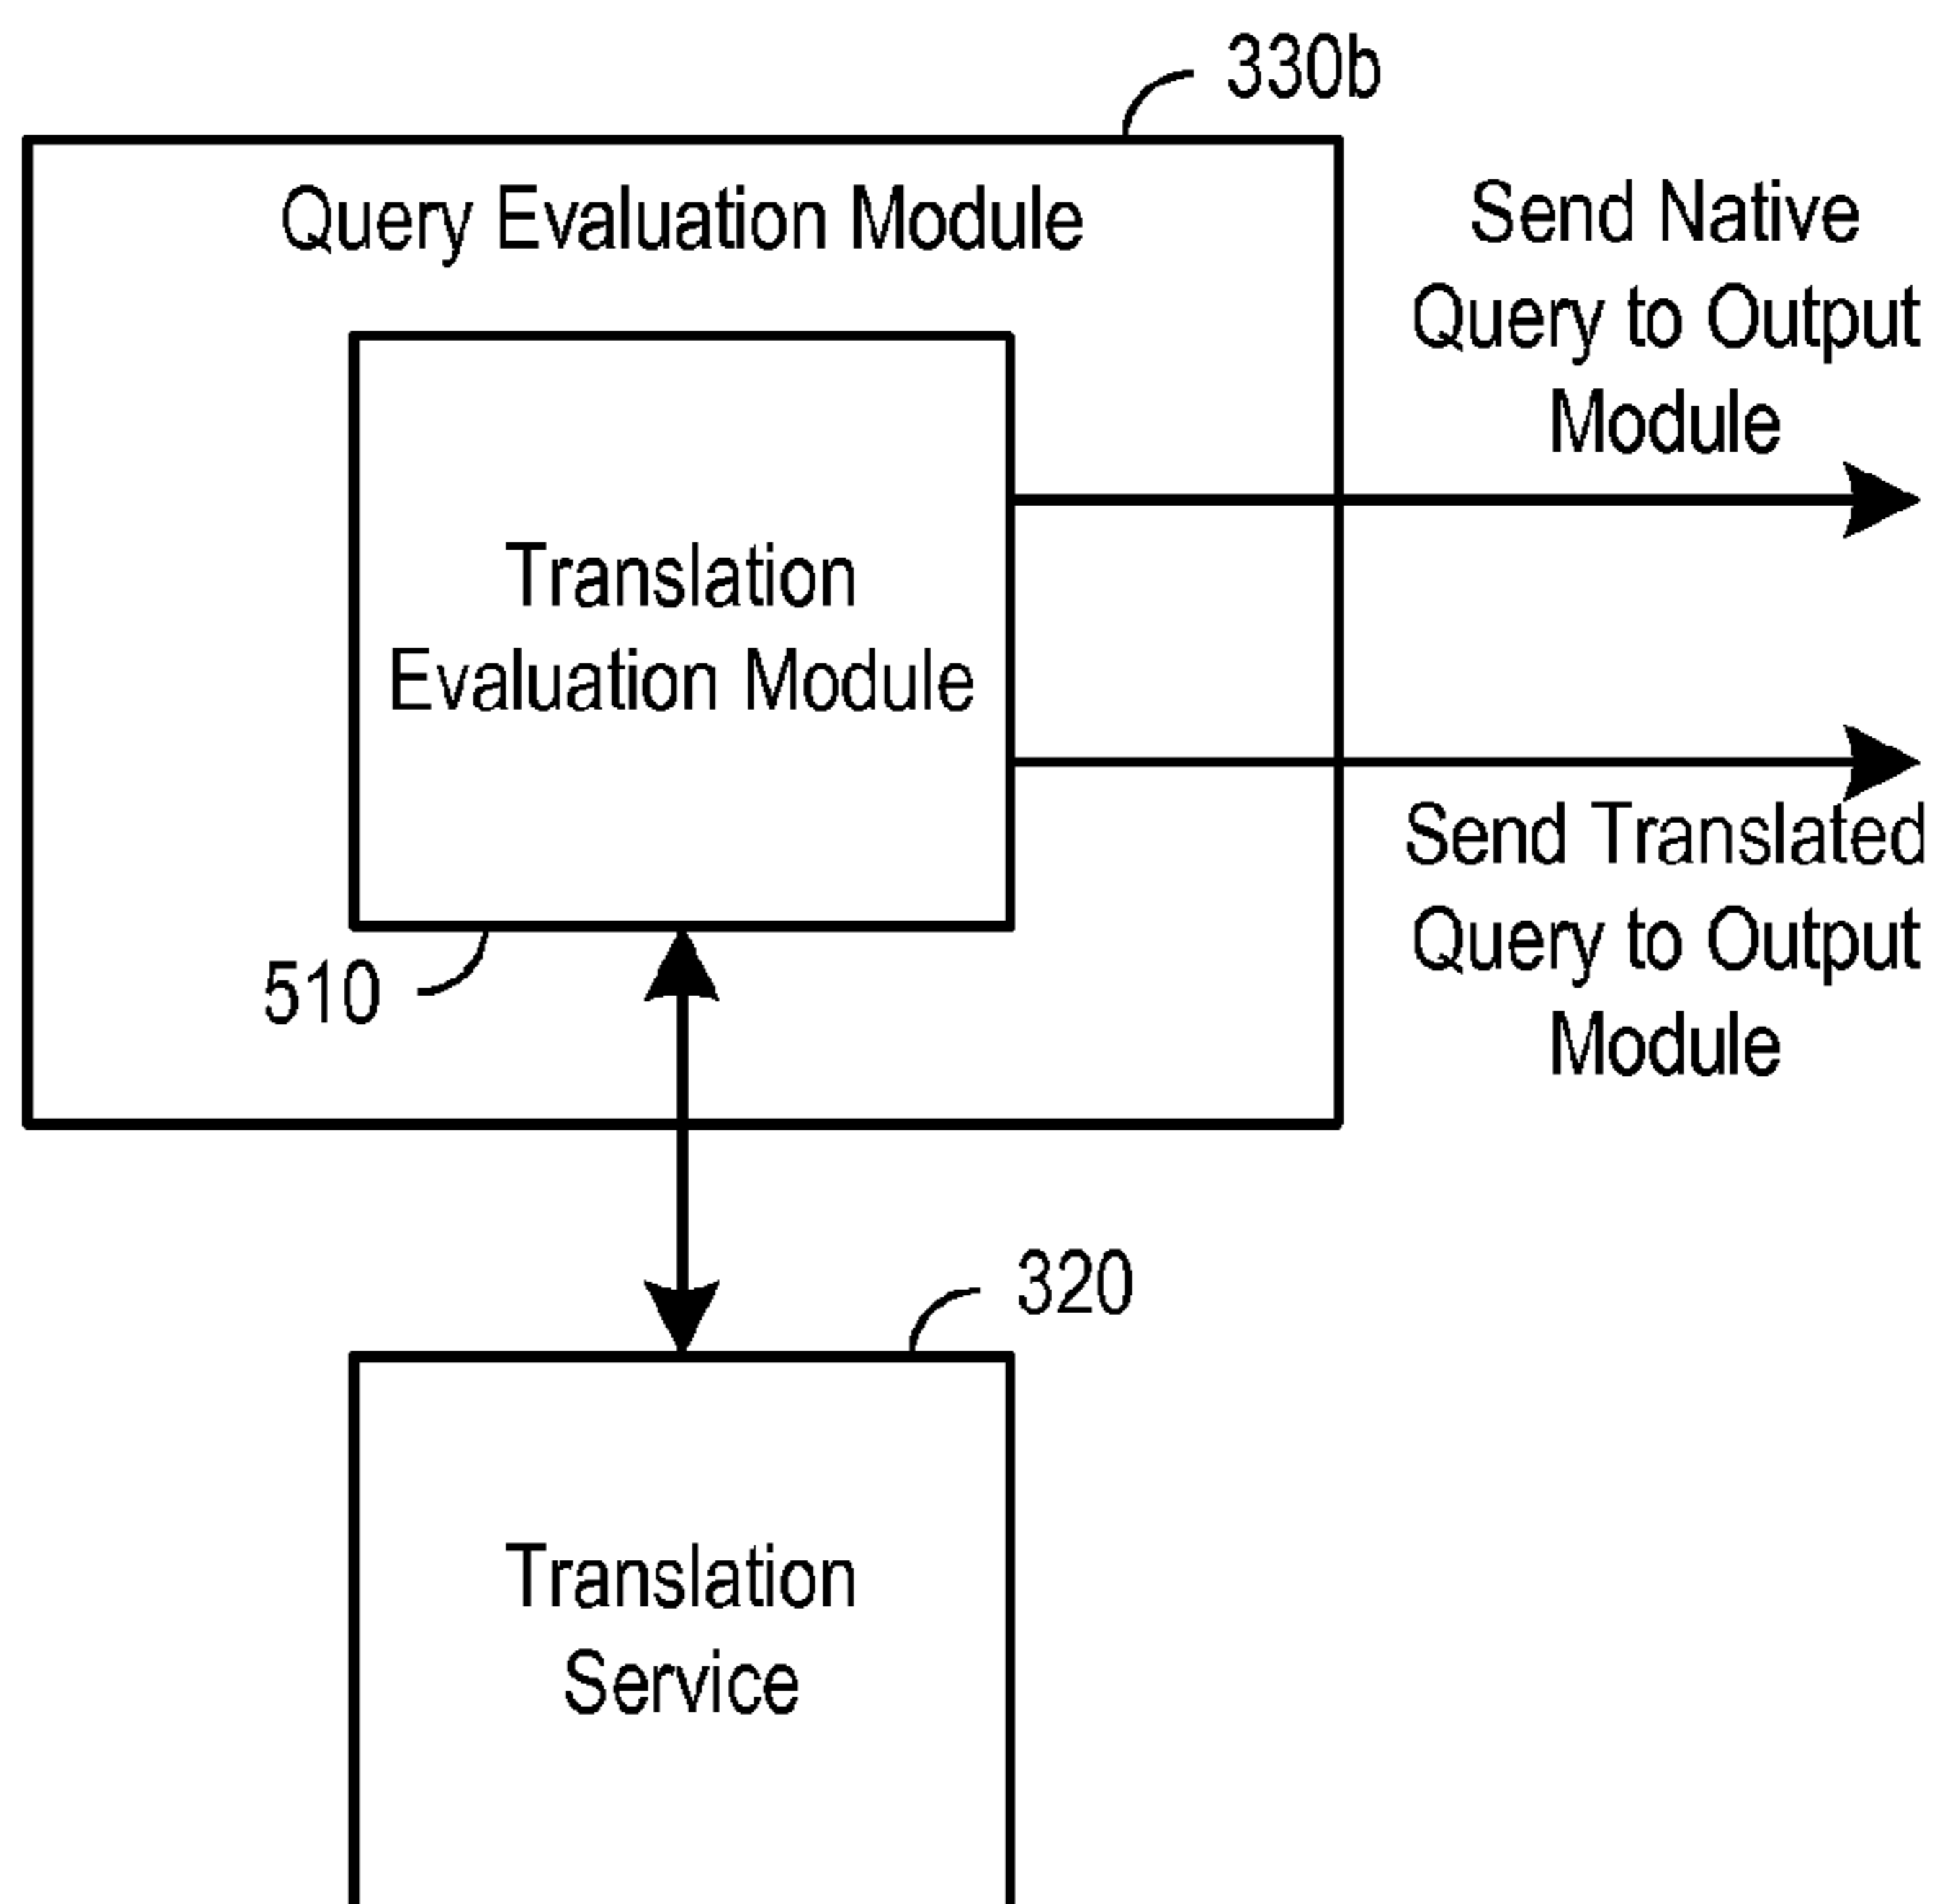 330b
Query Evaluation Module
Send Native
Query to Output
Module
Translation
Evaluation Module
Send Translated
Query to Output
Module
510
320
Translation
Service